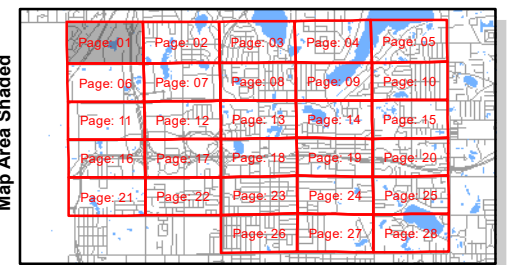 Map Area Shaded
Page: 01 Page: 02 Page: 03 Page: 04 Page: 05
Page: 06 Page: 07 Page: 08 Page: 09 Page: 10
Page: 11 Page: 12 Page: 13 Page: 14 Page: 15
Page: 16 Page: 17 Page: 18 Page: 19 Page: 20
Page: 21 Page: 22 Page: 23 Page: 24 Page: 25
Page: 26 Page: 27 Page: 28